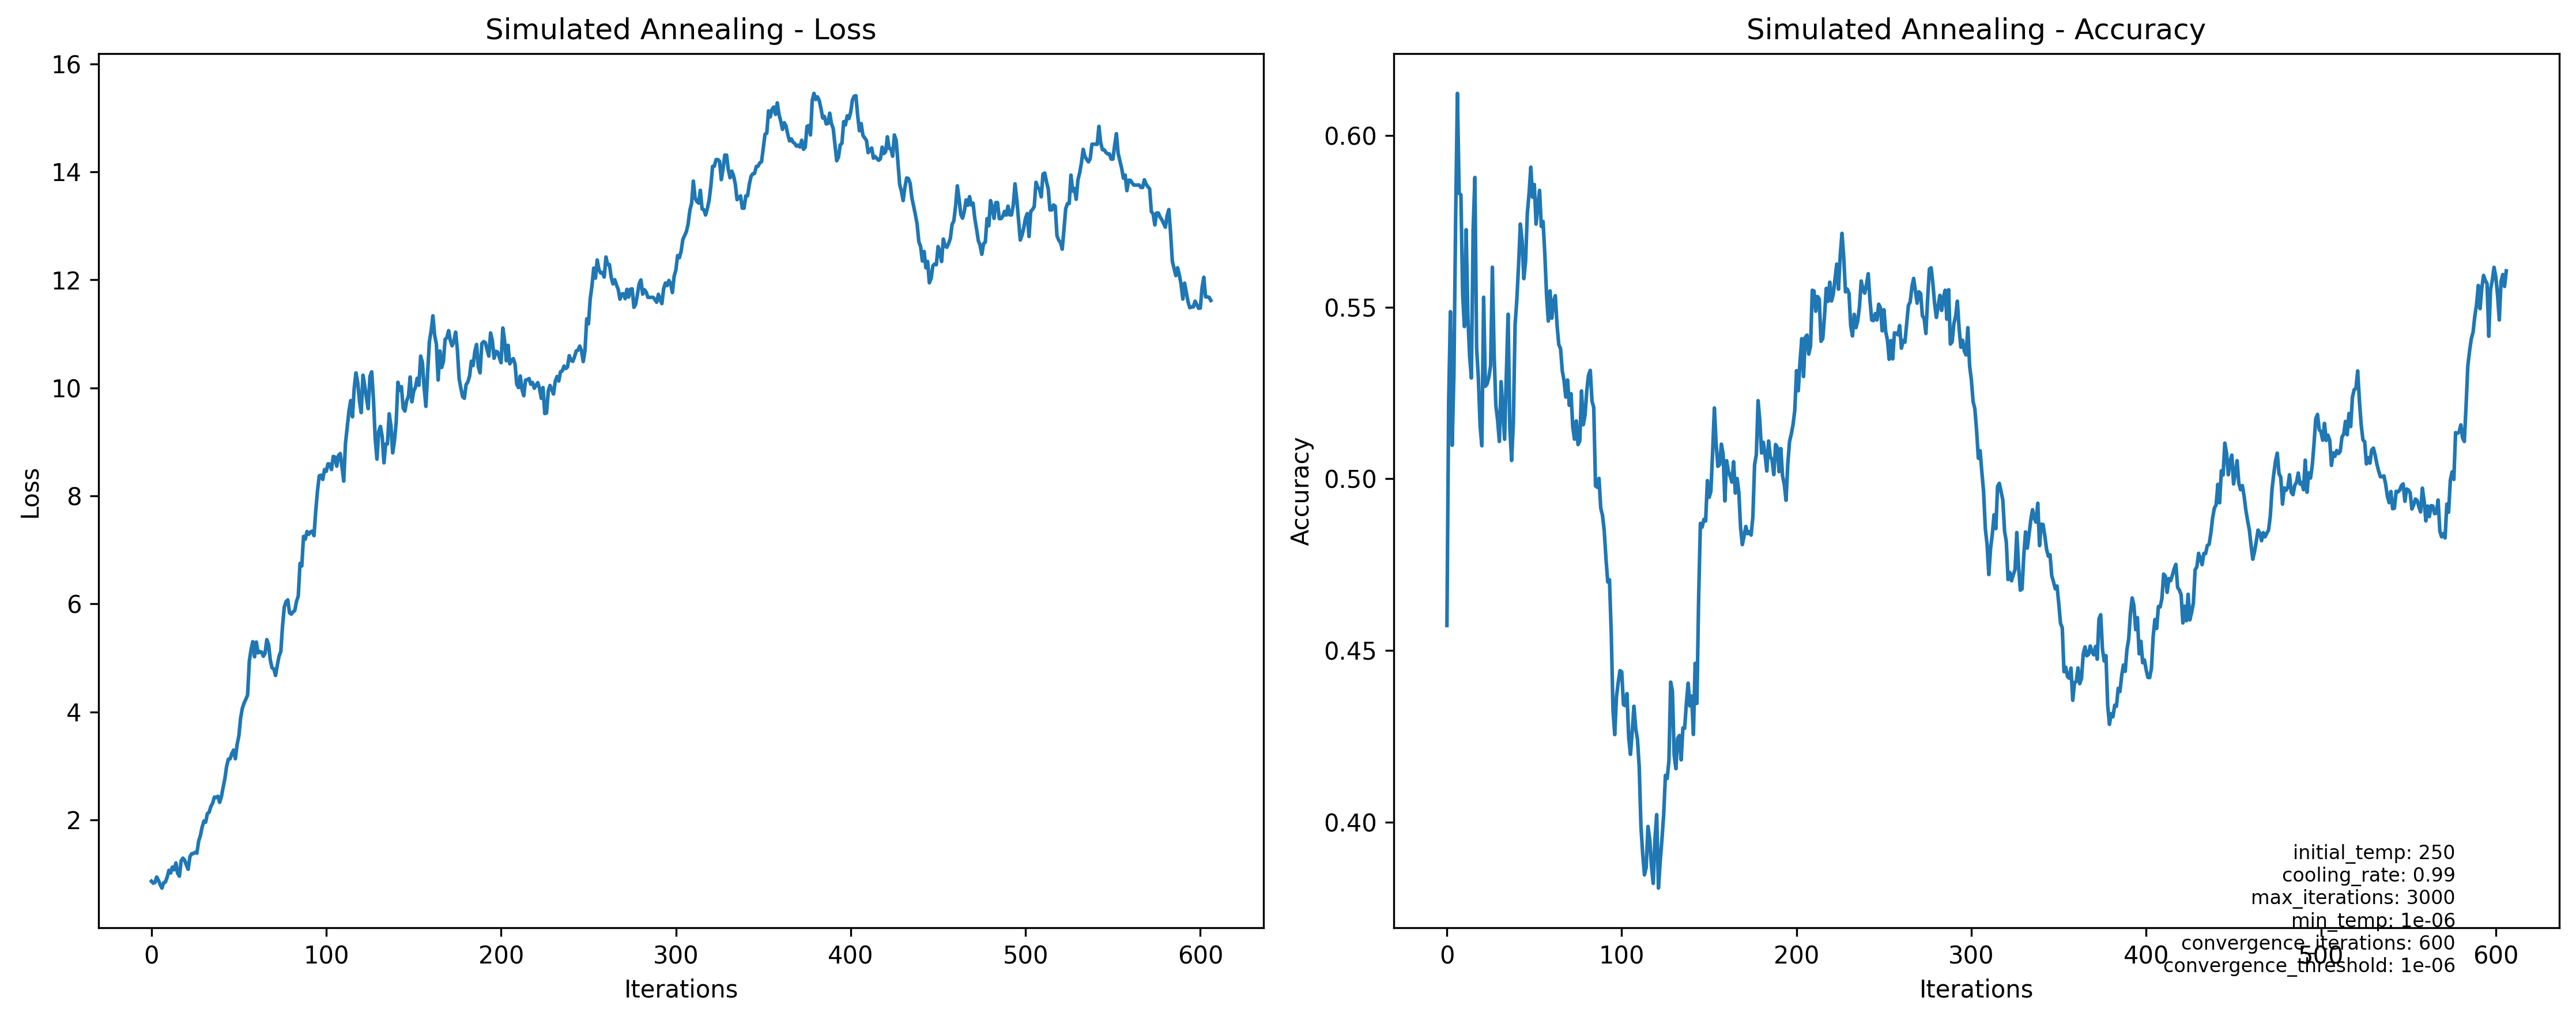 Simulated Annealing - Loss
16
14
12
10
8
6
4
2
Loss
0 100 200 300 400 500 600
Iterations
Simulated Annealing - Accuracy
0.60
0.55
0.50
0.45
0.40
Accuracy
0 100 200 300 400 500 600
Iterations
initial_temp: 250
cooling_rate: 0.99
max_iterations: 3000
min_temp: 1e-06
convergence_iterations: 600
convergence_threshold: 1e-06